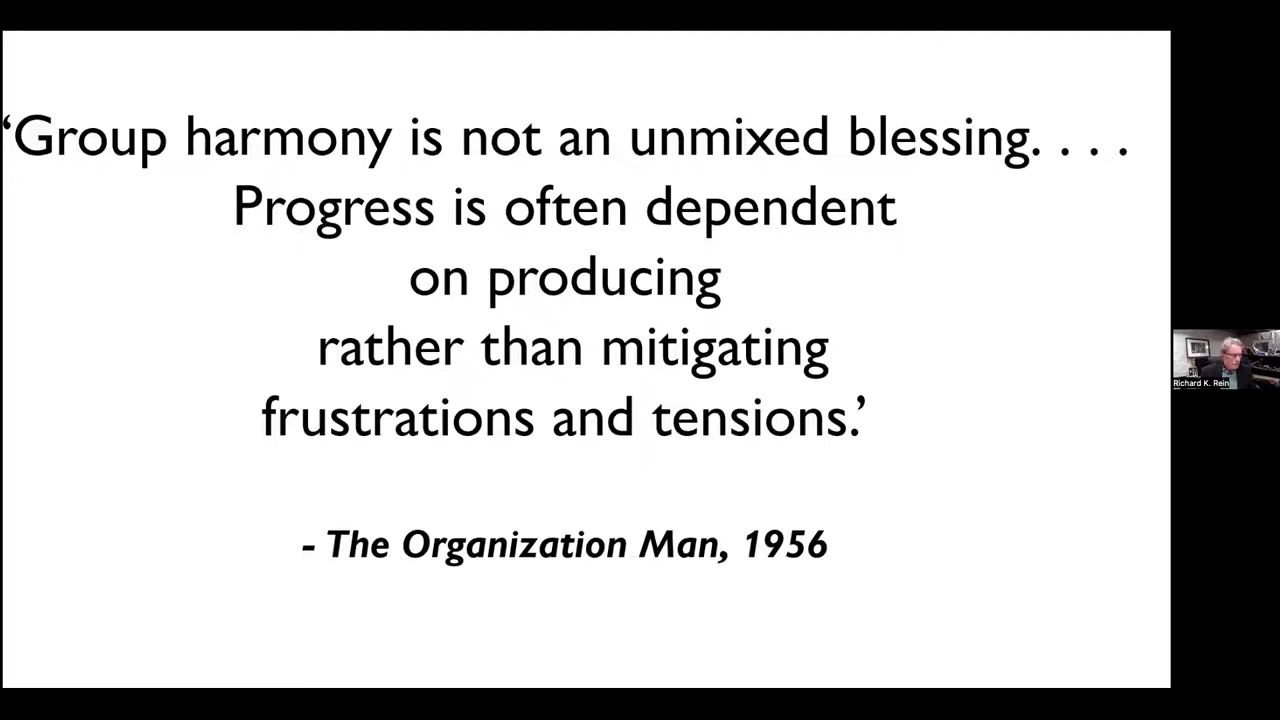 ‘Group harmony is not an unmixed blessing. . . .
Progress is often dependent
on producing
rather than mitigating
frustrations and tensions.’
- The Organization Man, 1956
Richard K. Rein